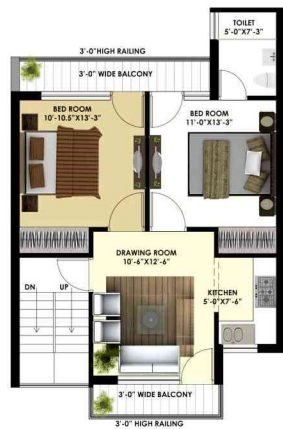 TOILET
5'-0"X7'-3"
3'-0"HIGH RAILING
3'-0" WIDE BALCONY
BED ROOM
10'-10.5"X13'-3"
BED ROOM
11'-0"X13'-3"
DRAWING ROOM
10'-6"X12'-6"
DN UP
KITCHEN
5'-0"X7'-6"
3'-0" WIDE BALCONY
3'-0" HIGH RAILING